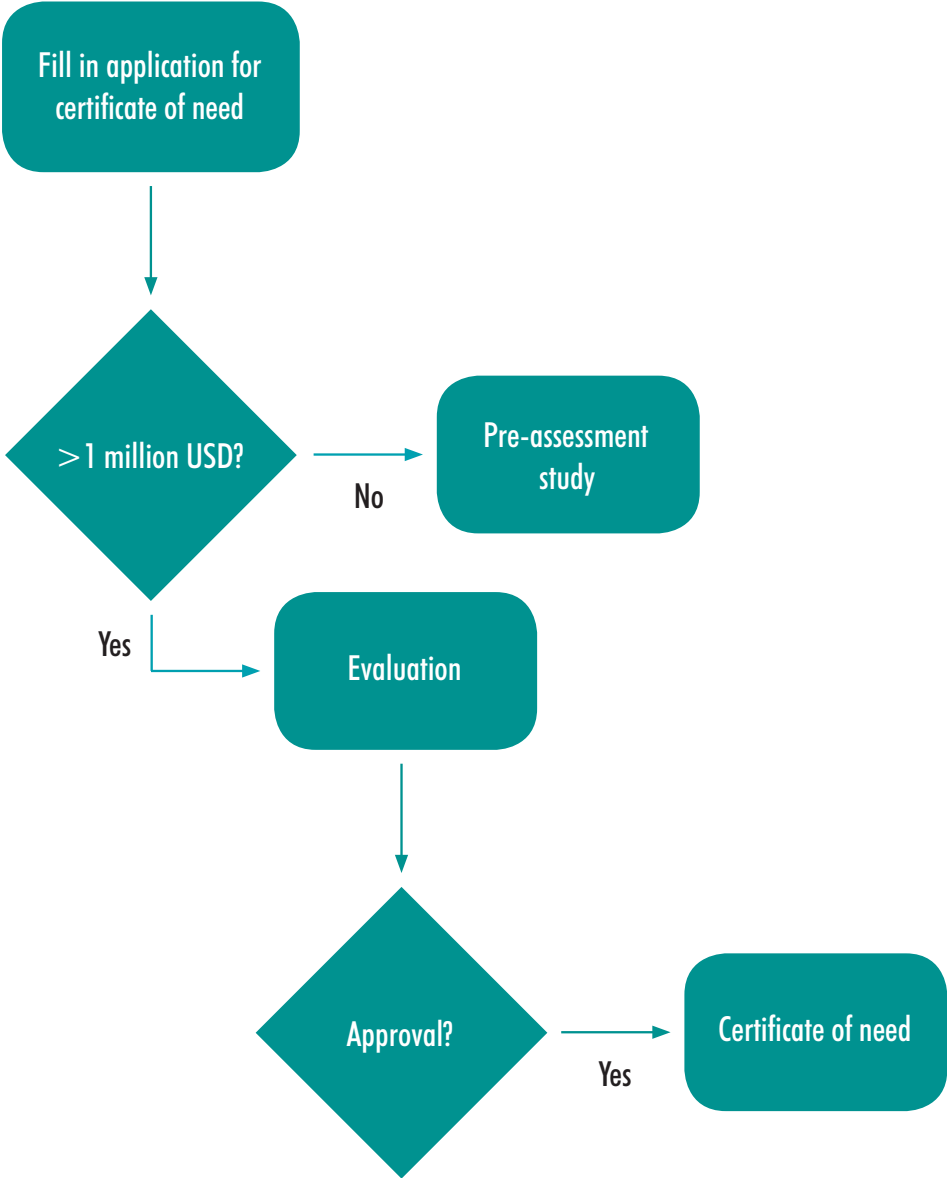 Fill in application for
certificate of need
>1 million USD?
No
Pre-assessment
study
Yes
Evaluation
Approval?
Yes
Certificate of need